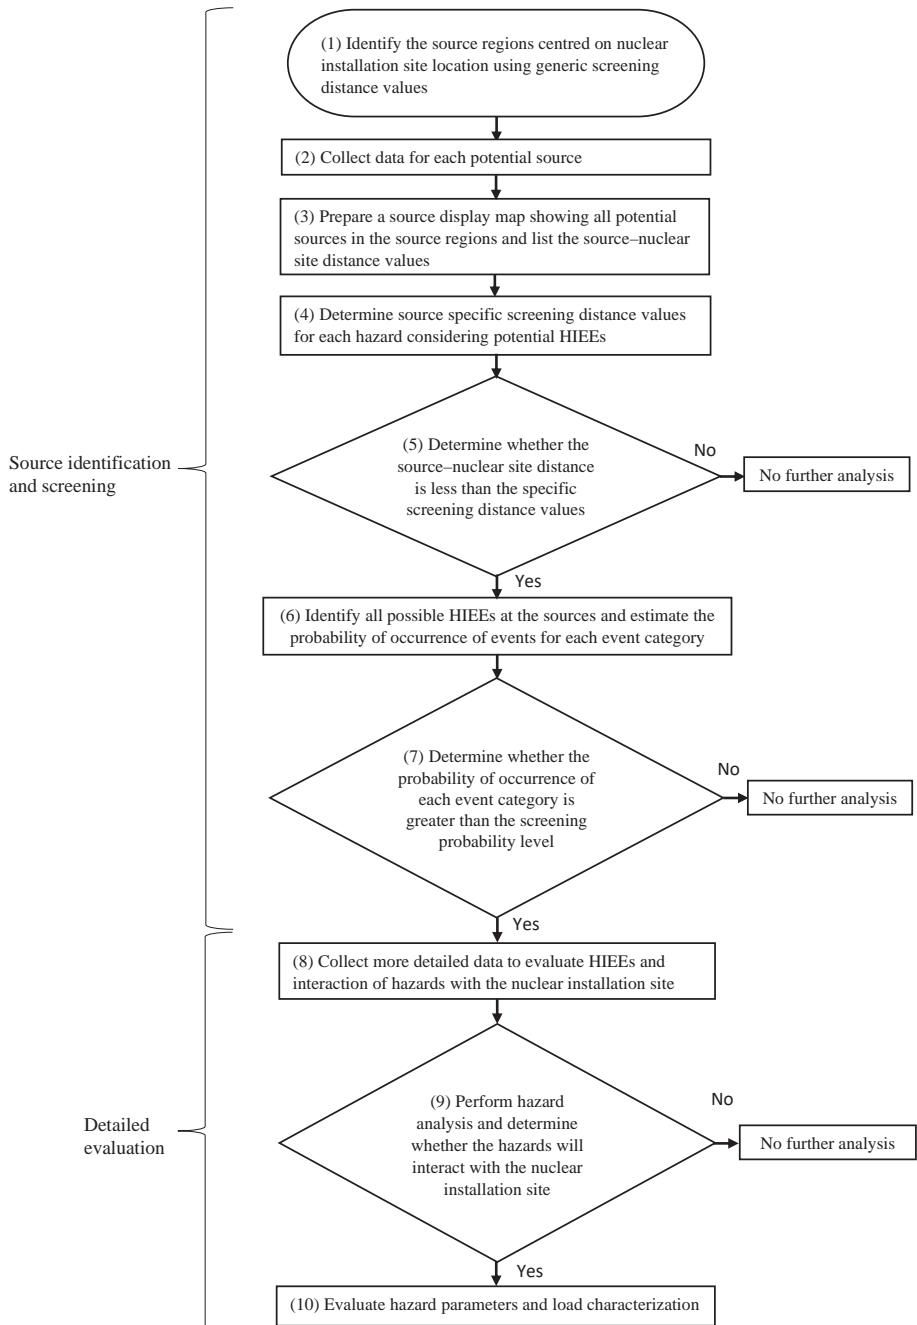 (1) Identify the source regions centred on nuclear
installation site location using generic screening
distance values
(2) Collect data for each potential source
(3) Prepare a source display map showing all potential
sources in the source regions and list the source–nuclear
site distance values
(4) Determine source specific screening distance values
for each hazard considering potential HIEEs
Source identification
and screening
(5) Determine whether the
source–nuclear site distance
is less than the specific
screening distance values
No
No further analysis
Yes
(6) Identify all possible HIEEs at the sources and estimate the
probability of occurrence of events for each event category
(7) Determine whether the
probability of occurrence of
each event category is
greater than the screening
probability level
No
No further analysis
Yes
(8) Collect more detailed data to evaluate HIEEs and
interaction of hazards with the nuclear installation site
Detailed
evaluation
(9) Perform hazard
analysis and determine
whether the hazards will
interact with the nuclear
installation site
No
No further analysis
Yes
(10) Evaluate hazard parameters and load characterization